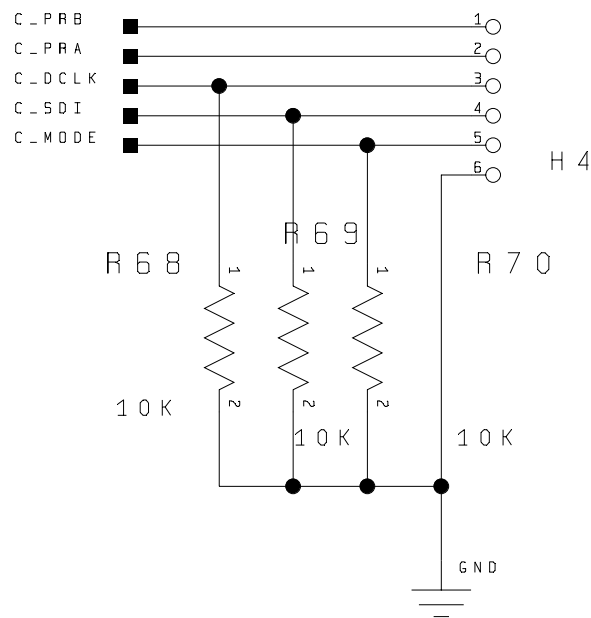 C_PRB 1
C_PRA 2
C_DCLK 3
C_SDI 4
C_MODE 5
6
H4
R68 R69 R70
1 1 1
2 2 2
10K 10K 10K
GND